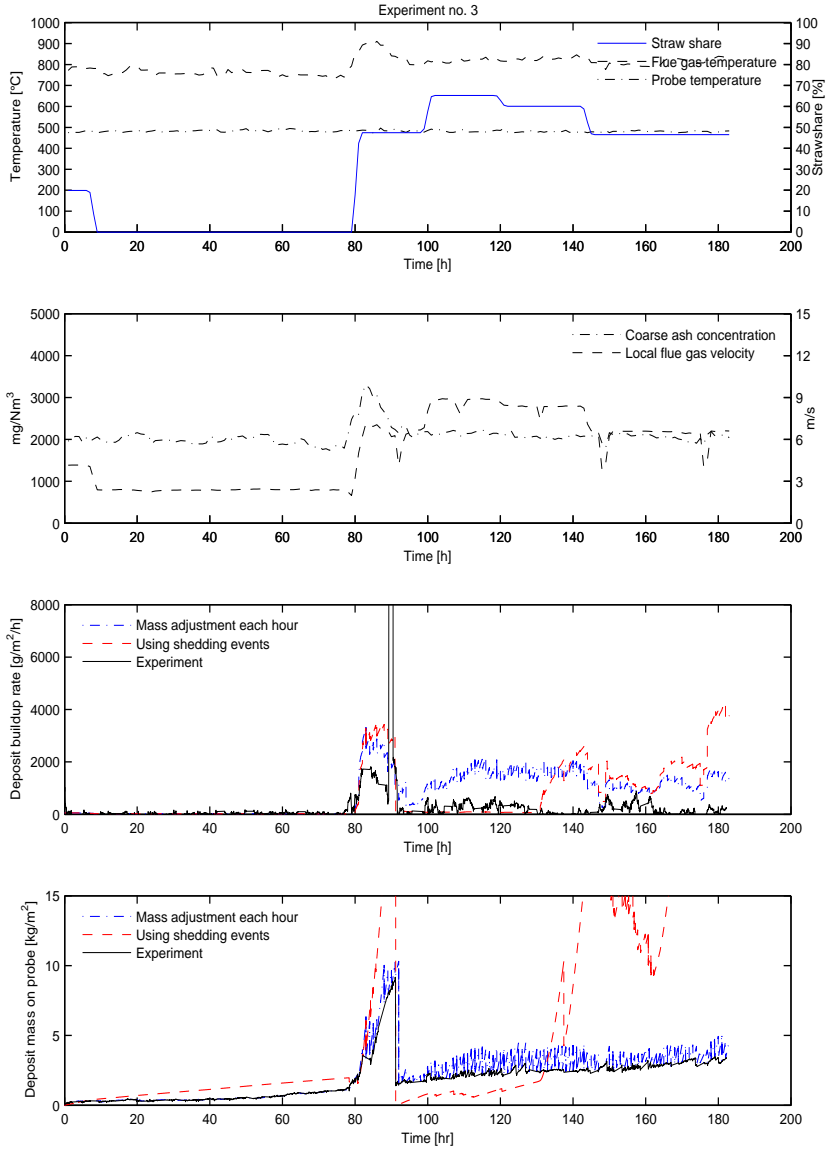 Experiment no. 3
1000
900
800
700
600
500
400
300
200
100
0
Temperature [°C]
100
90
80
70
60
50
40
30
20
10
0
Strawshare [%]
Straw share
Flue gas temperature
Probe temperature
0 20 40 60 80 100 120 140 160 180 200
Time [h]
5000
4000
3000
2000
1000
0
mg/Nm³
15
12
9
6
3
0
m/s
Coarse ash concentration
Local flue gas velocity
0 20 40 60 80 100 120 140 160 180 200
Time [h]
8000
6000
4000
2000
0
Deposit buildup rate [g/m²/h]
Mass adjustment each hour
Using shedding events
Experiment
0 20 40 60 80 100 120 140 160 180 200
Time [h]
15
10
5
0
Deposit mass on probe [kg/m²]
Mass adjustment each hour
Using shedding events
Experiment
0 20 40 60 80 100 120 140 160 180 200
Time [hr]